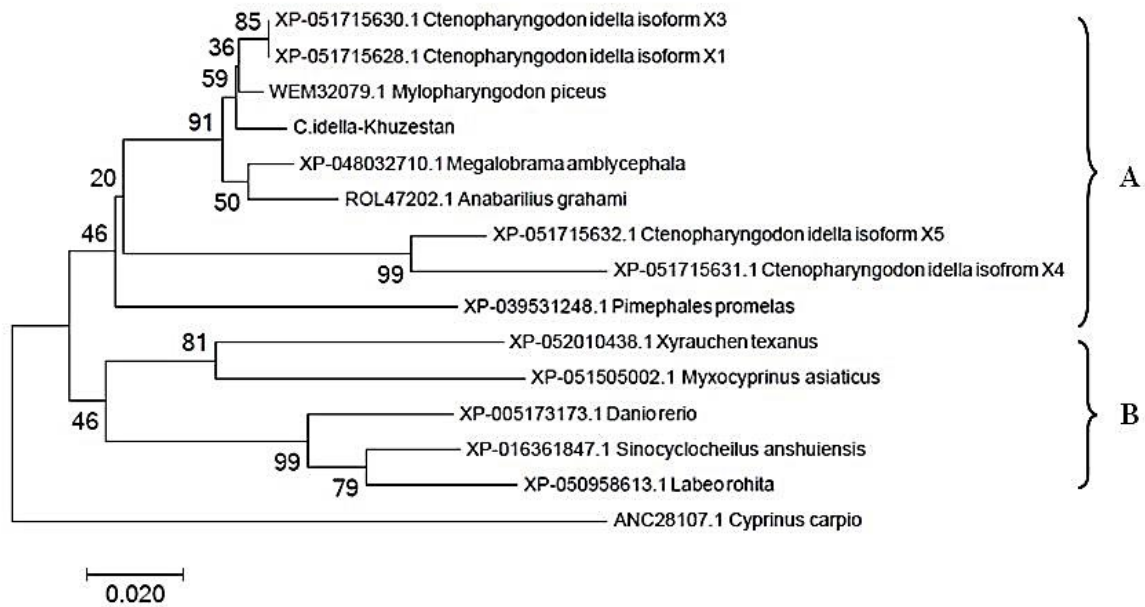 85 XP-051715630.1 Ctenopharyngodon idella isoform X3
36
XP-051715628.1 Ctenopharyngodon idella isoform X1
59
WEM32079.1 Mylopharyngodon piceus
91
C.idella-Khuzestan
XP-048032710.1 Megalobrama amblycephala
20
A
50
ROL47202.1 Anabarilius grahami
46
XP-051715632.1 Ctenopharyngodon idella isoform X5
99
XP-051715631.1 Ctenopharyngodon idella isofrom X4
XP-039531248.1 Pimephales promelas
81
XP-052010438.1 Xyrauchen texanus
XP-051505002.1 Myxocyprinus asiaticus
46
XP-005173173.1 Danio rerio
B
XP-016361847.1 Sinocyclocheilus anshuiensis
99
79
XP-050958613.1 Labeo rohita
ANC28107.1 Cyprinus carpio
0.020